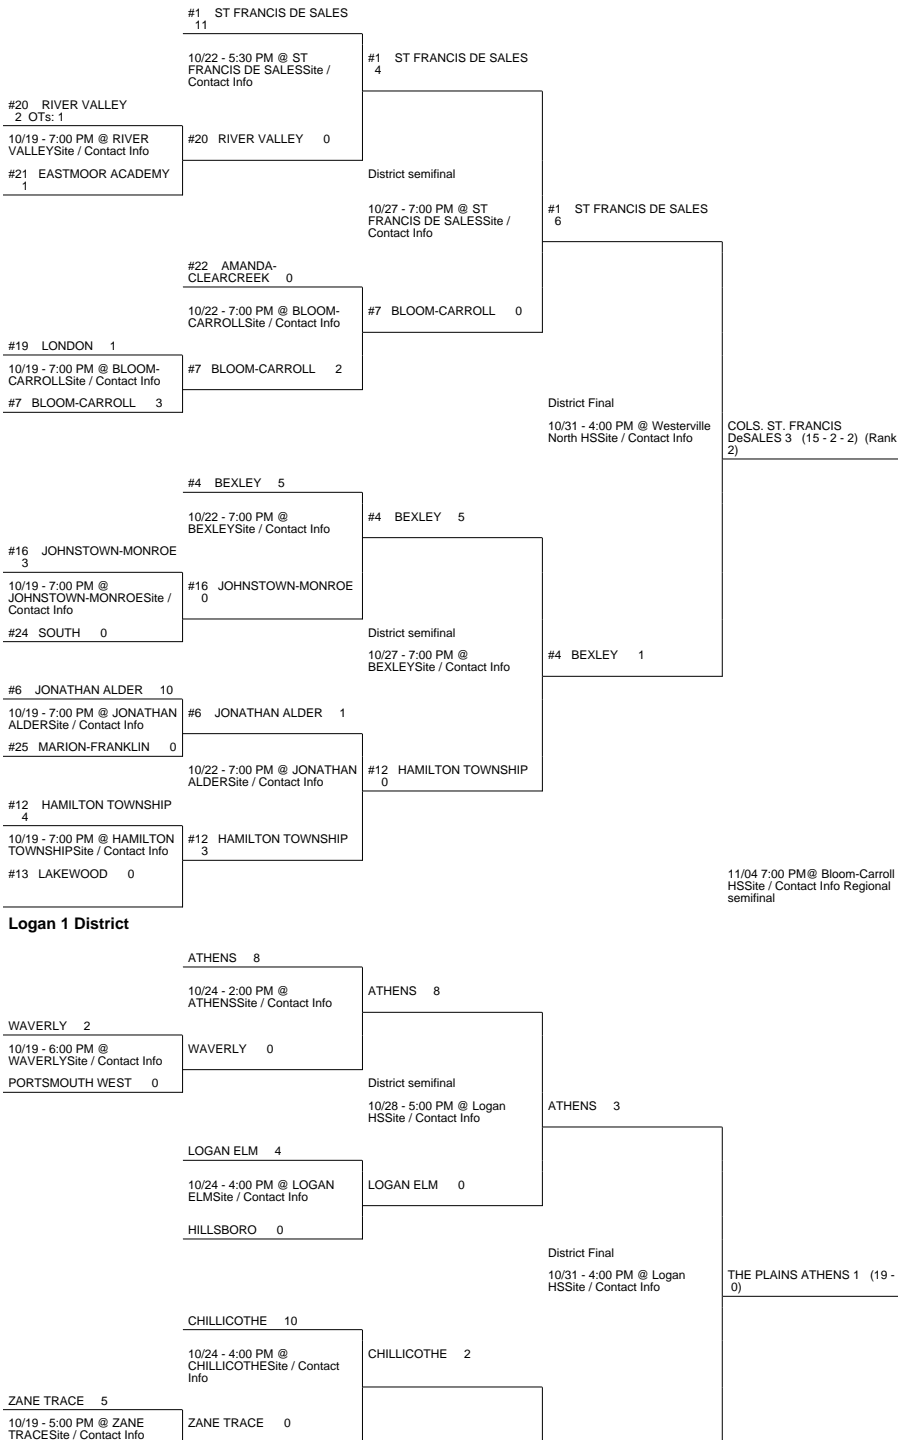 #1 ST FRANCIS DE SALES
11
10/22 - 5:30 PM @ ST
FRANCIS DE SALESSite /
Contact Info
#1 ST FRANCIS DE SALES
4
#20 RIVER VALLEY
2 OTs: 1
10/19 - 7:00 PM @ RIVER
VALLEYSite / Contact Info
#20 RIVER VALLEY 0
#21 EASTMOOR ACADEMY
1
District semifinal
10/27 - 7:00 PM @ ST
FRANCIS DE SALESSite /
Contact Info
#1 ST FRANCIS DE SALES
6
#22 AMANDA-
CLEARCREEK 0
10/22 - 7:00 PM @ BLOOM-
CARROLLSite / Contact Info
#7 BLOOM-CARROLL 0
#19 LONDON 1
10/19 - 7:00 PM @ BLOOM-
CARROLLSite / Contact Info
#7 BLOOM-CARROLL 2
#7 BLOOM-CARROLL 3
District Final
10/31 - 4:00 PM @ Westerville
North HSSite / Contact Info
COLS. ST. FRANCIS
DeSALES 3 (15 - 2 - 2) (Rank
2)
#4 BEXLEY 5
10/22 - 7:00 PM @
BEXLEYSite / Contact Info
#4 BEXLEY 5
#16 JOHNSTOWN-MONROE
3
10/19 - 7:00 PM @
JOHNSTOWN-MONROESite /
Contact Info
#16 JOHNSTOWN-MONROE
0
#24 SOUTH 0
District semifinal
10/27 - 7:00 PM @
BEXLEYSite / Contact Info
#4 BEXLEY 1
#6 JONATHAN ALDER 10
10/19 - 7:00 PM @ JONATHAN
ALDERSite / Contact Info
#6 JONATHAN ALDER 1
#25 MARION-FRANKLIN 0
10/22 - 7:00 PM @ JONATHAN
ALDERSite / Contact Info
#12 HAMILTON TOWNSHIP
0
#12 HAMILTON TOWNSHIP
4
10/19 - 7:00 PM @ HAMILTON
TOWNSHIPSite / Contact Info
#12 HAMILTON TOWNSHIP
3
#13 LAKEWOOD 0
11/04 7:00 PM@ Bloom-Carroll
HSSite / Contact Info Regional
semifinal
Logan 1 District
ATHENS 8
10/24 - 2:00 PM @
ATHENSSite / Contact Info
ATHENS 8
WAVERLY 2
10/19 - 6:00 PM @
WAVERLYSite / Contact Info
WAVERLY 0
PORTSMOUTH WEST 0
District semifinal
10/28 - 5:00 PM @ Logan
HSSite / Contact Info
ATHENS 3
LOGAN ELM 4
10/24 - 4:00 PM @ LOGAN
ELMSite / Contact Info
LOGAN ELM 0
HILLSBORO 0
District Final
10/31 - 4:00 PM @ Logan
HSSite / Contact Info
THE PLAINS ATHENS 1 (19 -
0)
CHILLICOTHE 10
10/24 - 4:00 PM @
CHILLICOTHESite / Contact
Info
CHILLICOTHE 2
ZANE TRACE 5
10/19 - 5:00 PM @ ZANE
TRACESite / Contact Info
ZANE TRACE 0